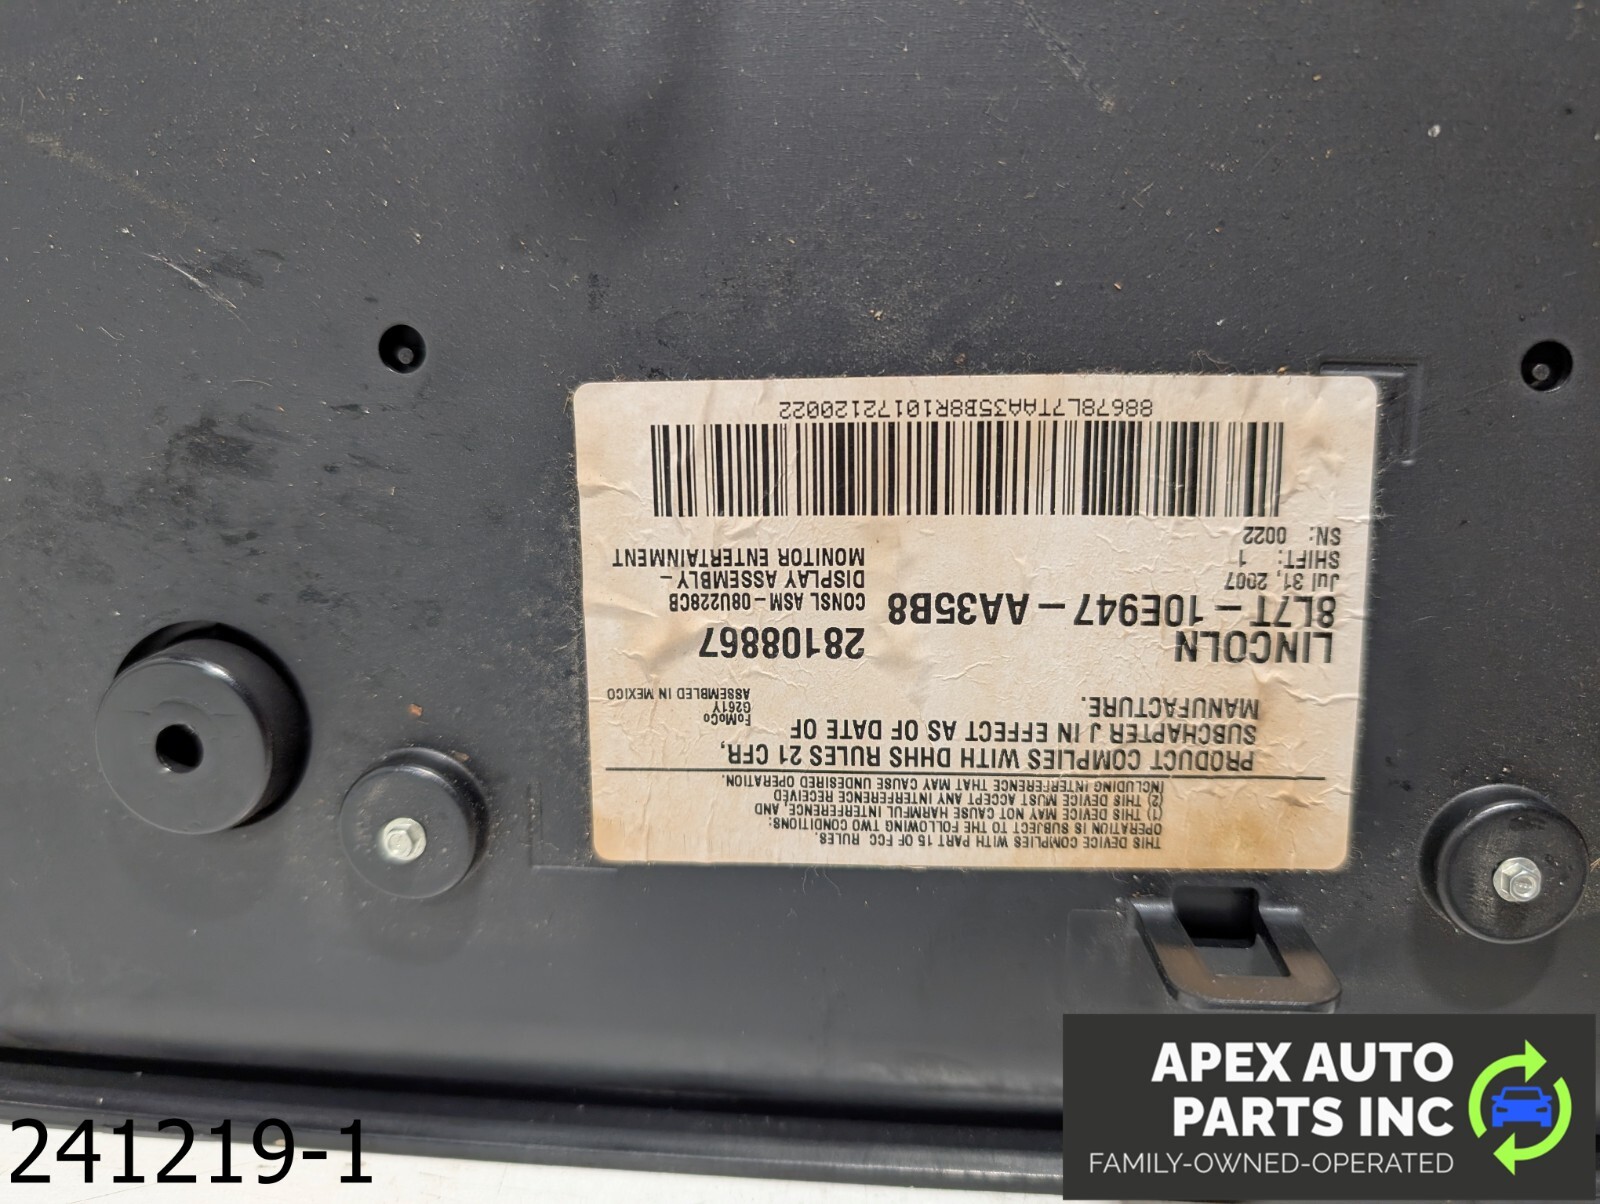 THIS DEVICE COMPLIES WITH PART 15 OF FCC RULES.
OPERATION IS SUBJECT TO THE FOLLOWING TWO CONDITIONS:
(1) THIS DEVICE MAY NOT CAUSE HARMFUL INTERFERENCE, AND
(2) THIS DEVICE MUST ACCEPT ANY INTERFERENCE RECEIVED
INCLUDING INTERFERENCE THAT MAY CAUSE UNDESIRED OPERATION.
PRODUCT COMPLIES WITH DHHS RULES 21 CFR,
SUBCHAPTER J IN EFFECT AS OF DATE OF
MANUFACTURE.
FoMoCo
G261Y
ASSEMBLED IN MEXICO
LINCOLN
8L7T-10E947-AA35B8
Jul 31, 2007
SHIFT: 1
SN: 0022
28108867
CONSL ASM-08U228CB
DISPLAY ASSEMBLY-
MONITOR ENTERTAINMENT
88678L7TAA35B8R10172120022
241219-1
APEX AUTO
PARTS INC
FAMILY-OWNED-OPERATED